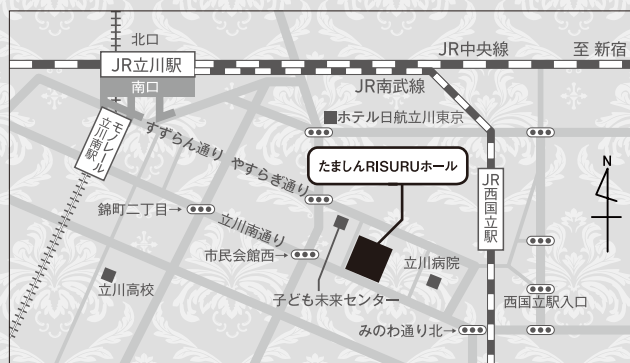 北口
JR中央線
至 新宿
JR立川駅
南口
JR南武線
モノレール
立川南駅
ホテル日航立川東京
すずらん通り
やすらぎ通り
たましんRISURUホール
N
JR西国立駅
錦町二丁目→
立川南通り
市民会館西→
立川病院
立川高校
子ども未来センター
西国立駅入口
みのわ通り北→